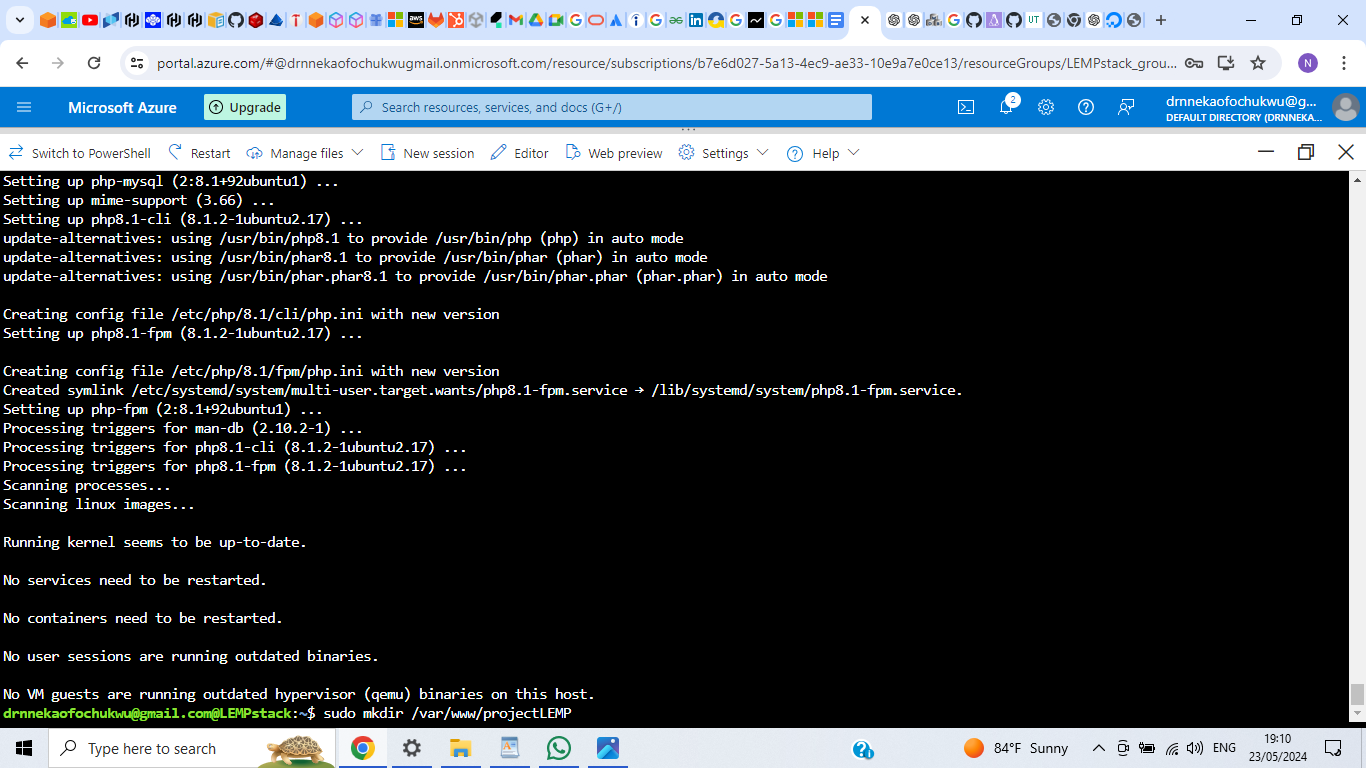 portal.azure.com/#@drnnekaofochukwugmail.onmicrosoft.com/resource/subscriptions/b7e6d027-5a13-4ec9-ae33-10e9a7e0ce13/resourceGroups/LEMPstack_grou...
N
Microsoft Azure
Upgrade
Search resources, services, and docs (G+/)
2
drnnekaofochukwu@g...
DEFAULT DIRECTORY (DRNNEKA...
Switch to PowerShell
Restart
Manage files
New session
Editor
Web preview
Settings
Help
Setting up php-mysql (2:8.1+92ubuntu1) ...
Setting up mime-support (3.66) ...
Setting up php8.1-cli (8.1.2-1ubuntu2.17) ...
update-alternatives: using /usr/bin/php8.1 to provide /usr/bin/php (php) in auto mode
update-alternatives: using /usr/bin/phar8.1 to provide /usr/bin/phar (phar) in auto mode
update-alternatives: using /usr/bin/phar.phar8.1 to provide /usr/bin/phar.phar (phar.phar) in auto mode
Creating config file /etc/php/8.1/cli/php.ini with new version
Setting up php8.1-fpm (8.1.2-1ubuntu2.17) ...
Creating config file /etc/php/8.1/fpm/php.ini with new version
Created symlink /etc/systemd/system/multi-user.target.wants/php8.1-fpm.service → /lib/systemd/system/php8.1-fpm.service.
Setting up php-fpm (2:8.1+92ubuntu1) ...
Processing triggers for man-db (2.10.2-1) ...
Processing triggers for php8.1-cli (8.1.2-1ubuntu2.17) ...
Processing triggers for php8.1-fpm (8.1.2-1ubuntu2.17) ...
Scanning processes...
Scanning linux images...
Running kernel seems to be up-to-date.
No services need to be restarted.
No containers need to be restarted.
No user sessions are running outdated binaries.
No VM guests are running outdated hypervisor (qemu) binaries on this host.
drnnekaofochukwu@gmail.com@LEMPstack:~$ sudo mkdir /var/www/projectLEMP
Type here to search
84°F Sunny
ENG
19:10
23/05/2024